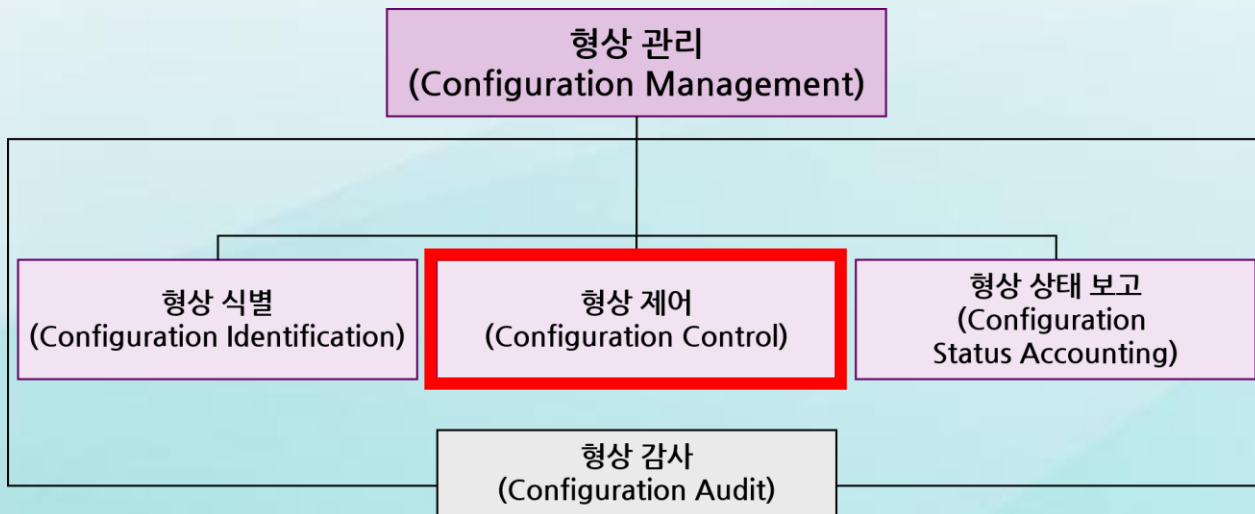 형상 관리
(Configuration Management)
형상 식별
(Configuration Identification)
형상 제어
(Configuration Control)
형상 상태 보고
(Configuration
Status Accounting)
형상 감사
(Configuration Audit)